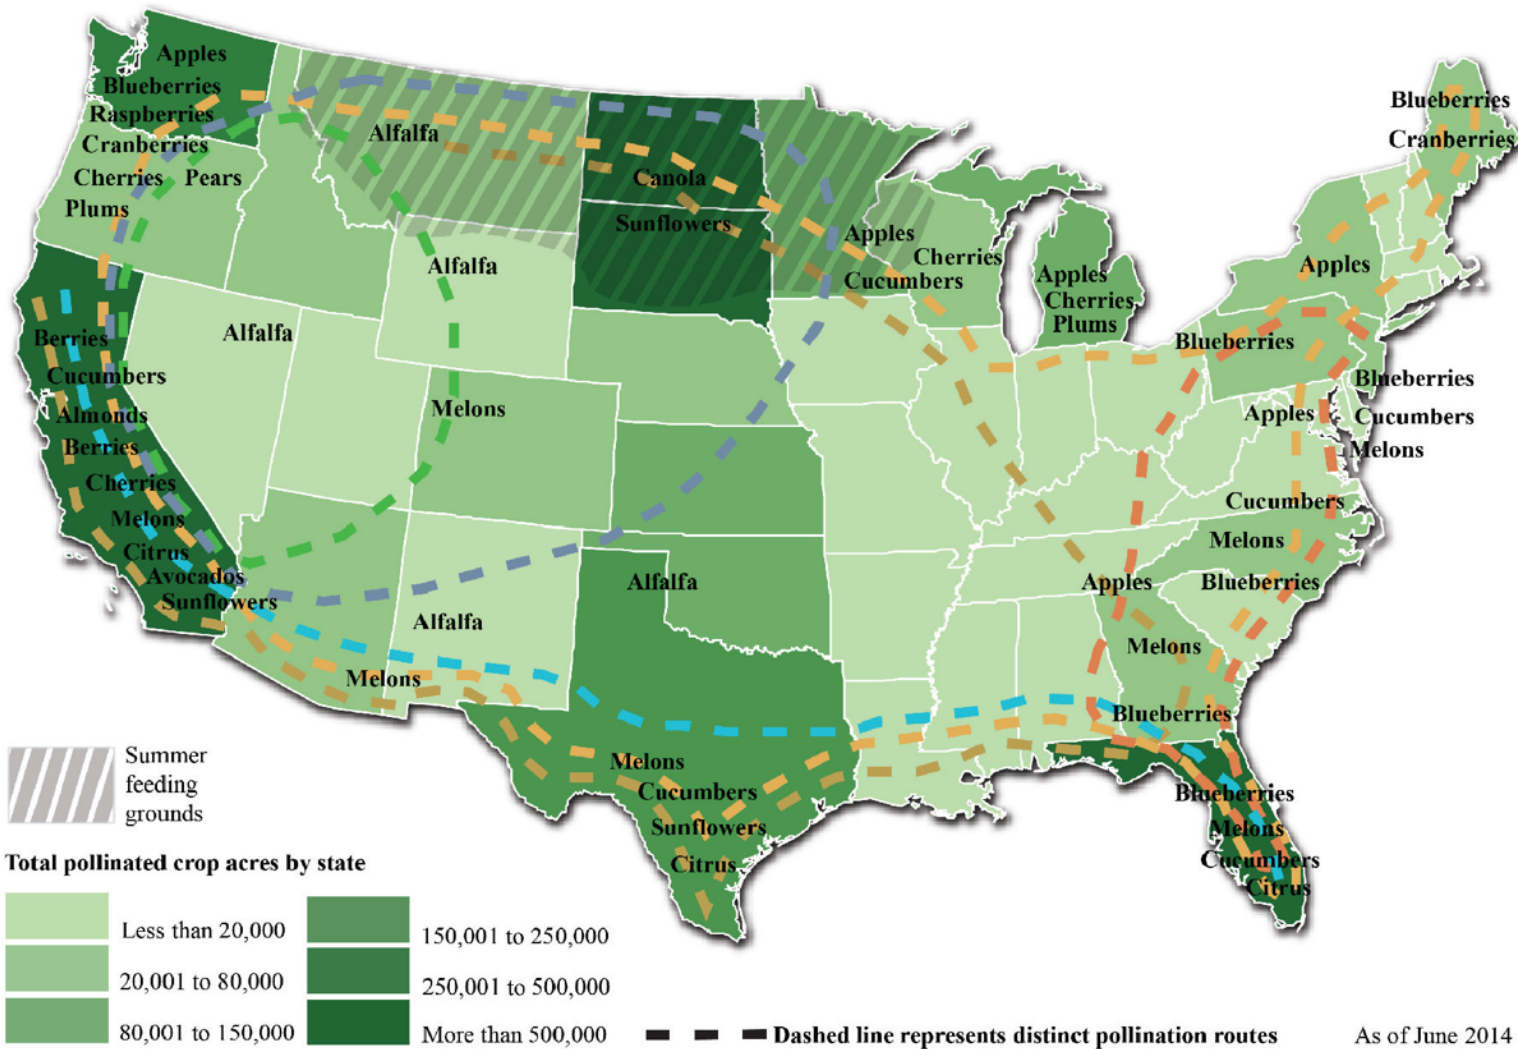 Apples
Blueberries
Raspberries
Cranberries
Cherries Pears
Plums
Alfalfa
Canola
Sunflowers
Alfalfa
Alfalfa
Apples
Cherries
Cucumbers
Apples
Cherries
Plums
Blueberries
Cranberries
Apples
Blueberries
Blueberries
Apples
Cucumbers
Melons
Berries
Cucumbers
Almonds
Berries
Cherries
Melons
Citrus
Avocados
Sunflowers
Melons
Alfalfa
Melons
Alfalfa
Cucumbers
Melons
Apples
Blueberries
Melons
Blueberries
Melons
Cucumbers
Sunflowers
Citrus
Blueberries
Melons
Cucumbers
Citrus
Summer
feeding
grounds
Total pollinated crop acres by state
Less than 20,000
20,001 to 80,000
80,001 to 150,000
150,001 to 250,000
250,001 to 500,000
More than 500,000
Dashed line represents distinct pollination routes
As of June 2014